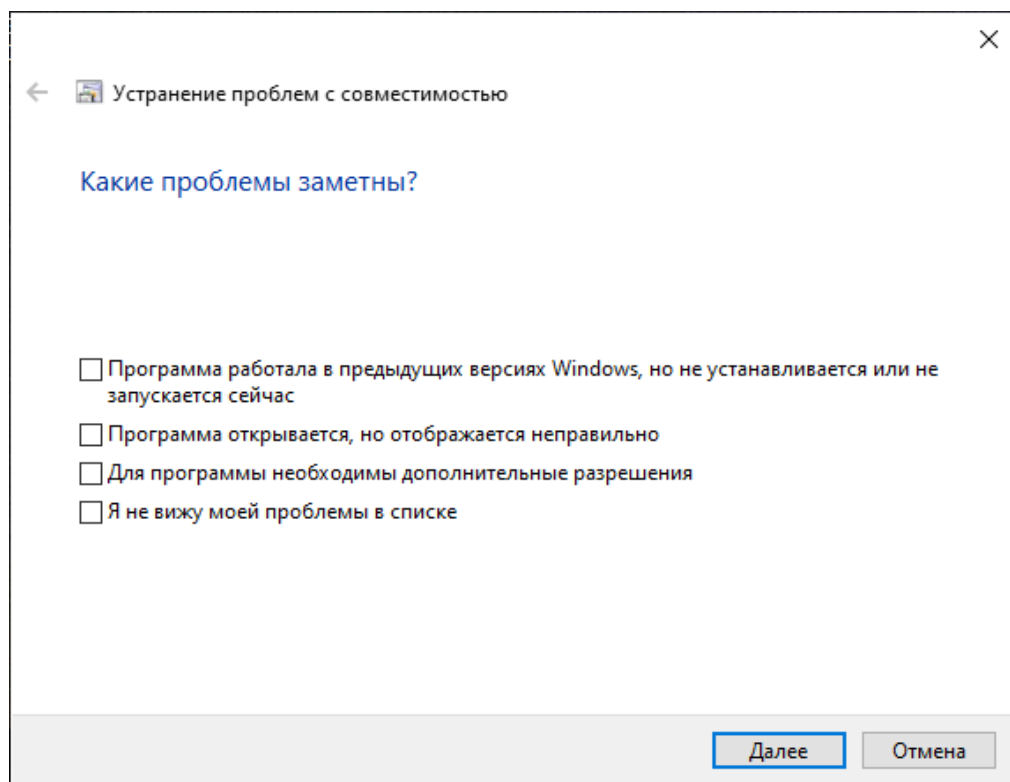 Устранение проблем с совместимостью
Какие проблемы заметны?
Программа работала в предыдущих версиях Windows, но не устанавливается или не
запускается сейчас
Программа открывается, но отображается неправильно
Для программы необходимы дополнительные разрешения
Я не вижу моей проблемы в списке
Далее
Отмена